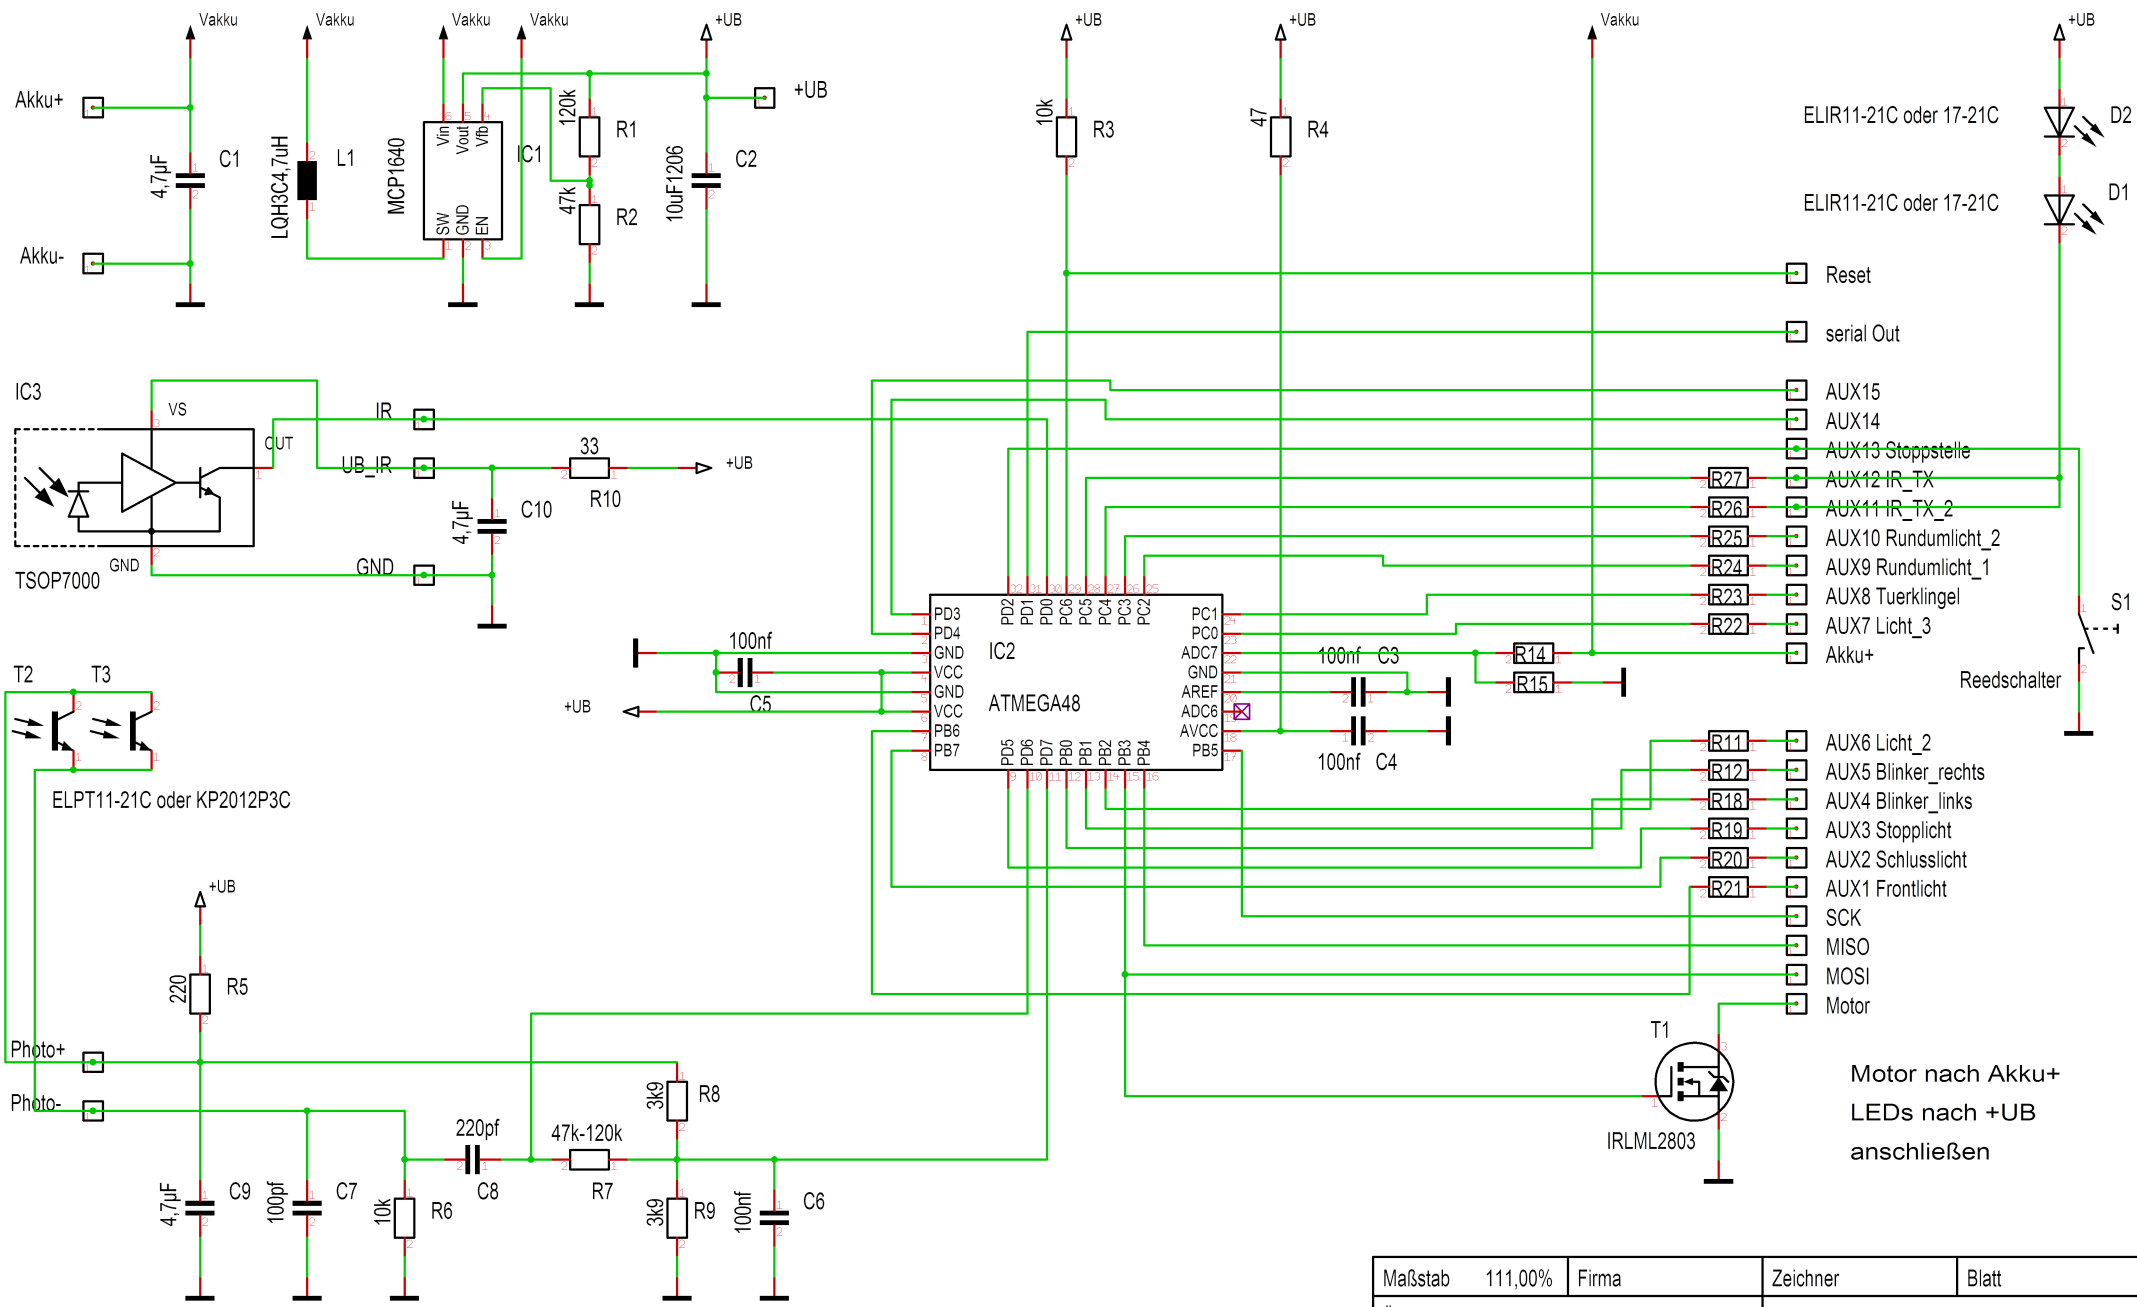 Vakku
Vakku
Vakku
Vakku
+UB
+UB
+UB
Vakku
+UB
Akku+
4,7µF
C1
Akku-
LQH3C4,7uH
L1
MCP1640
Vin
Vout
Vfb
SW
GND
EN
IC1
120k
R1
47k
R2
10uF1206
C2
+UB
10k
R3
47
R4
ELIR11-21C oder 17-21C
D2
ELIR11-21C oder 17-21C
D1
Reset
serial Out
AUX15
AUX14
AUX13 Stoppstelle
R27
AUX12 IR_TX
R26
AUX11 IR_TX_2
R25
AUX10 Rundumlicht_2
R24
AUX9 Rundumlicht_1
R23
AUX8 Tuerklingel
R22
AUX7 Licht_3
R14
Akku+
R15
S1
Reedschalter
IC3
VS
OUT
GND
TSOP7000
IR
UB_IR
GND
33
R10
+UB
4,7µF
C10
T2
T3
ELPT11-21C oder KP2012P3C
100nf
C5
+UB
IC2
ATMEGA48
PD2
PD1
PD0
PC6
PC5
PC4
PC3
PC2
PD3
PD4
GND
VCC
GND
VCC
PB6
PB7
PC1
PC0
ADC7
GND
AREF
ADC6
AVCC
PB5
PD5
PD6
PD7
PB0
PB1
PB2
PB3
PB4
100nf C3
100nf C4
R11
AUX6 Licht_2
R12
AUX5 Blinker_rechts
R18
AUX4 Blinker_links
R19
AUX3 Stopplicht
R20
AUX2 Schlusslicht
R21
AUX1 Frontlicht
SCK
MISO
MOSI
Motor
T1
IRLML2803
Motor nach Akku+
LEDs nach +UB
anschließen
+UB
220
R5
Photo+
Photo-
4,7µF
C9
100pf
C7
10k
R6
220pf
C8
47k-120k
R7
3k9
R8
3k9
R9
100nf
C6
Maßstab 111,00%
Firma
Zeichner
Blatt